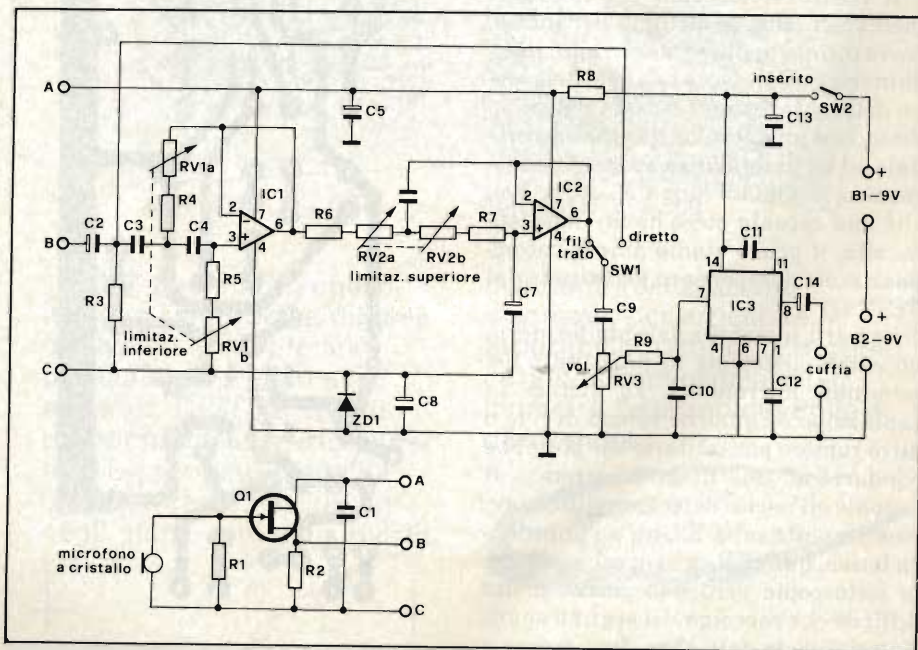 R8
inserito
A
C5
C13
SW2
RV1a
IC1
IC2
+
B1-9V
2
7
6
3
4
R4
C2
C3
C4
B
R6
RV2a
RV2b
R7
2
7
6
3
4
fil
trato
diretto
SW1
limitaz. superiore
C11
14
11
C14
R3
R5
C7
C9
7
IC3
8
+
B2-9V
limitaz.
inferiore
RV1
b
R9
4
6
7
1
vol.
RV3
C10
C12
cuffia
C
ZD1
C8
Q1
A
C1
B
microfono
a cristallo
R1
R2
C